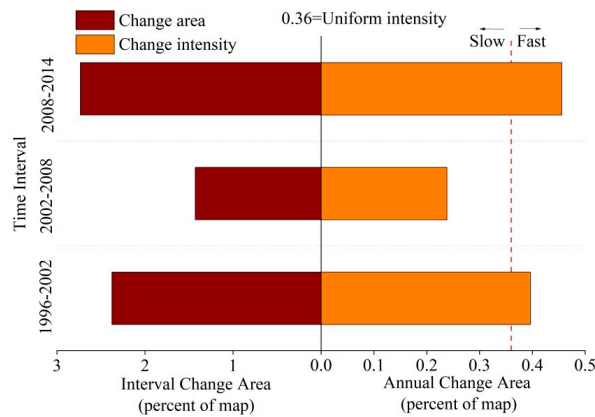 Change area
Change intensity
0.36=Uniform intensity
Slow
Fast
Time Interval
2008-2014
2002-2008
1996-2002
3
2
1
0.0
0.1
0.2
0.3
0.4
0.5
Interval Change Area
(percent of map)
Annual Change Area
(percent of map)